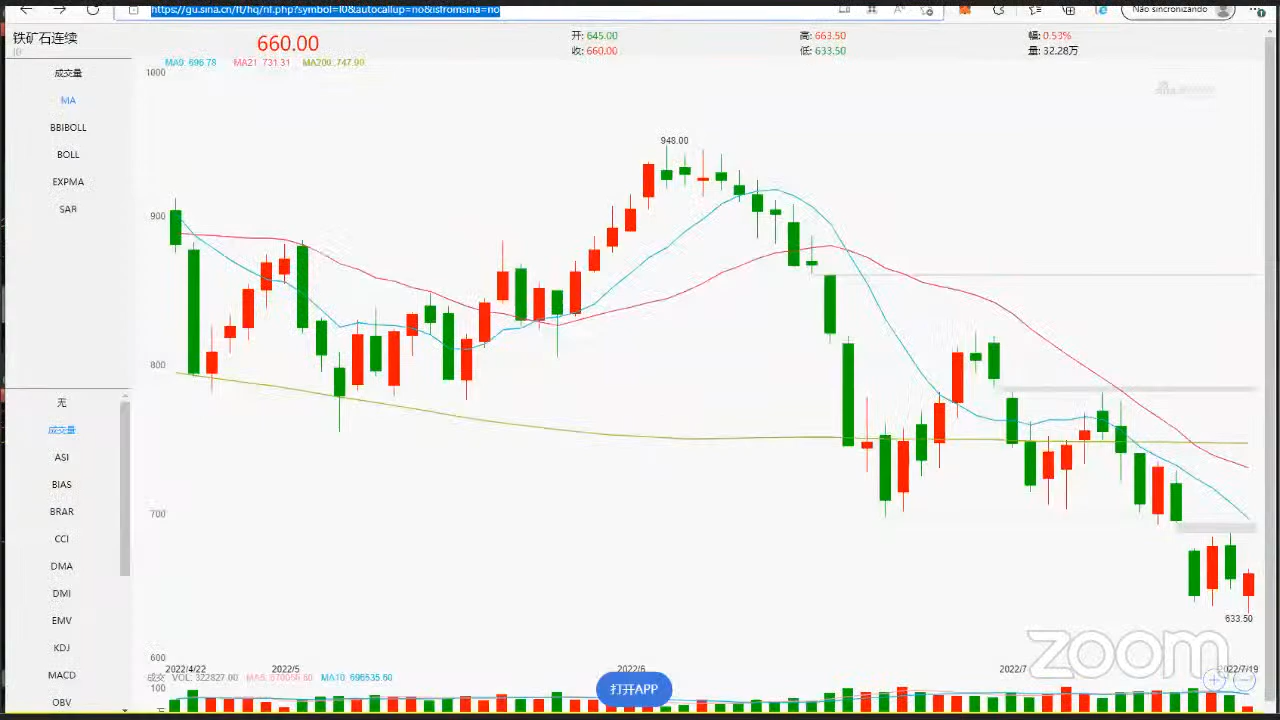 https://gu.sina.cn/ft/hq/nf.php?symbol=I0&autocallup=no&isfromsina=no
Não sincronizando
铁矿石连续
I0
660.00
开: 645.00
收: 660.00
高: 663.50
低: 633.50
幅: 0.53%
量: 32.28万
MA9: 696.78 MA21: 731.31 MA200: 747.90
成交量
MA
BBIBOLL
BOLL
EXPMA
SAR
无
成交量
ASI
BIAS
BRAR
CCI
DMA
DMI
EMV
KDJ
MACD
OBV
1000
900
800
700
600
948.00
633.50
2022/4/22
2022/5
2022/6
2022/7
2022/7/19
成交 VOL: 322827.00 MA10: 696535.60
100
万
打开APP
zoom